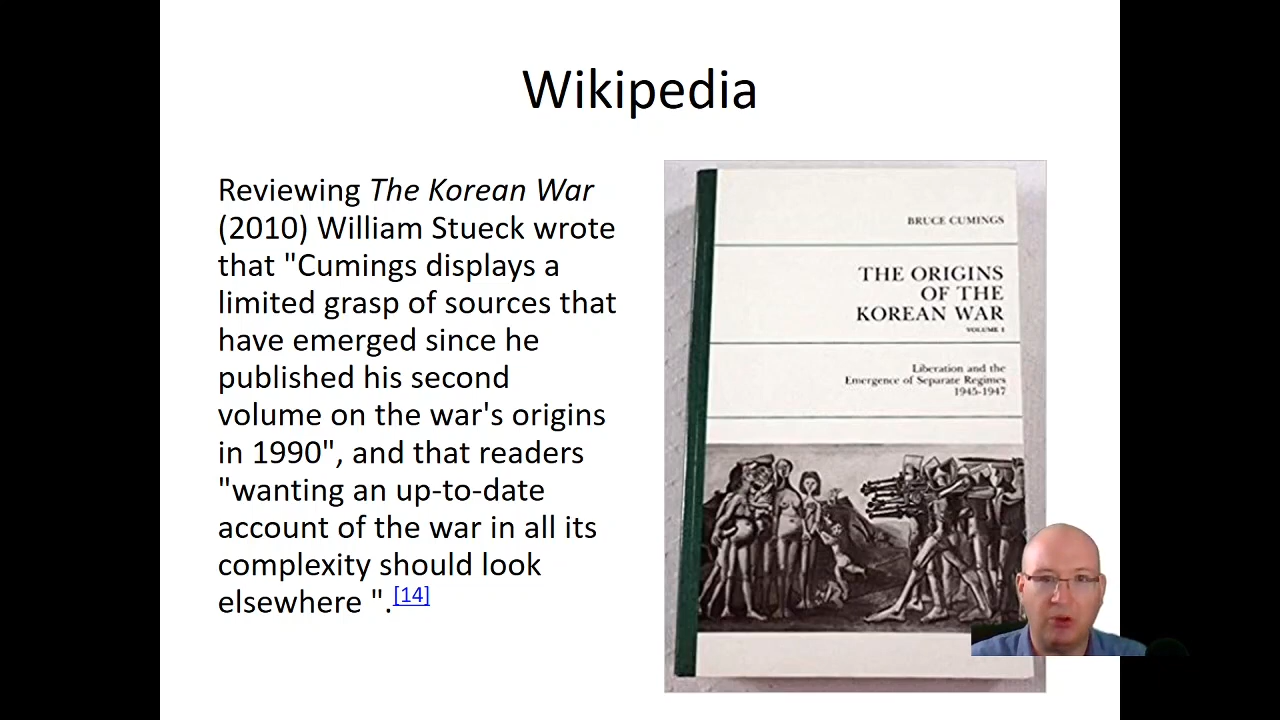 Wikipedia
Reviewing The Korean War
(2010) William Stueck wrote
that "Cumings displays a
limited grasp of sources that
have emerged since he
published his second
volume on the war's origins
in 1990", and that readers
"wanting an up-to-date
account of the war in all its
complexity should look
elsewhere ".[14]
BRUCE CUMINGS
THE ORIGINS
OF THE
KOREAN WAR
VOLUME I
Liberation and the
Emergence of Separate Regimes
1945-1947